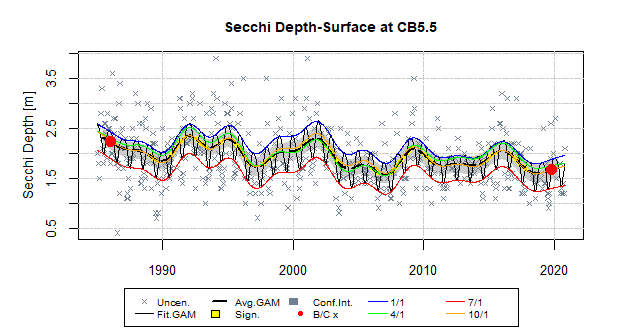 Secchi Depth-Surface at CB5.5
Secchi Depth [m]
3.5
2.5
1.5
0.5
1990 2000 2010 2020
Uncen. Avg.GAM Conf.Int. 1/1 7/1
Fit.GAM Sign. B/C x 4/1 10/1